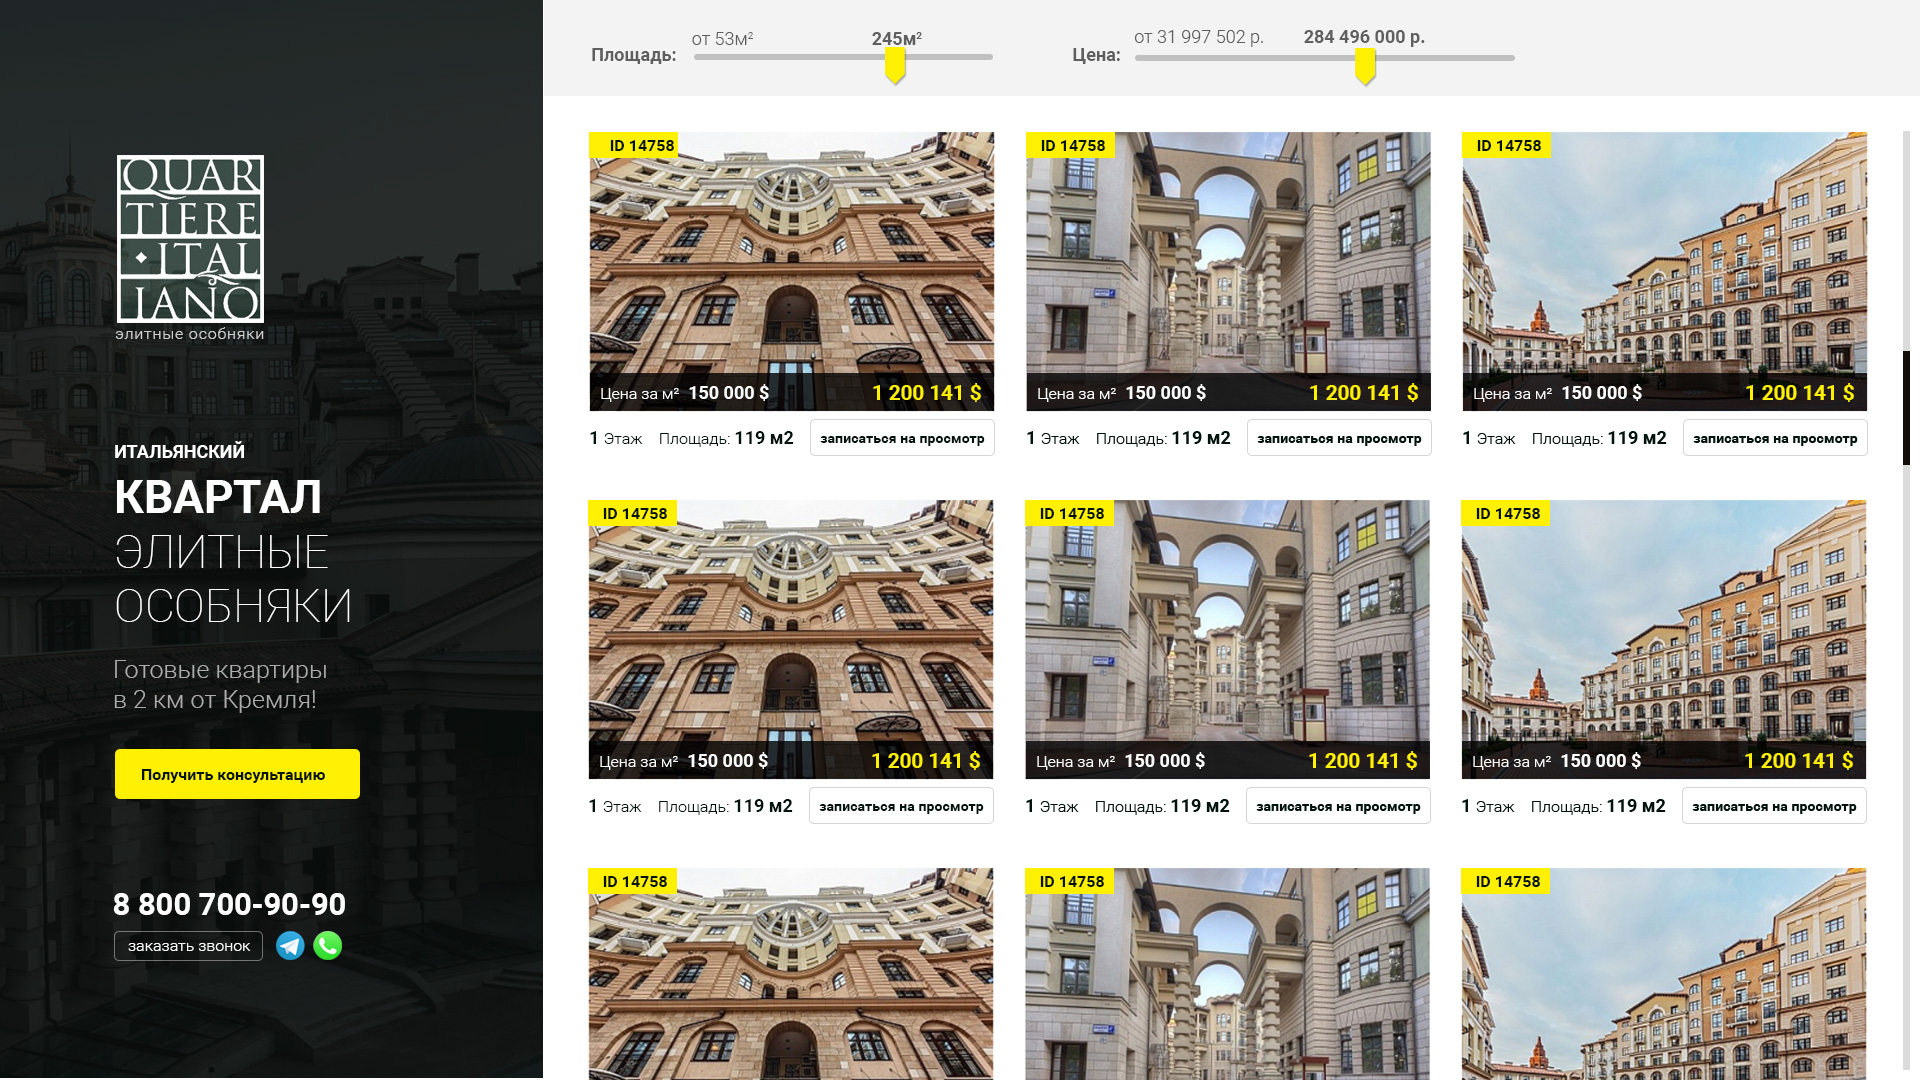 QUAR
TIERE
ITAL
IANO
элитные особняки
ИТАЛЬЯНСКИЙ
КВАРТАЛ
ЭЛИТНЫЕ
ОСОБНЯКИ
Готовые квартиры
в 2 км от Кремля!
Получить консультацию
8 800 700-90-90
заказать звонок
Площадь: от 53м² 245м²
Цена: от 31 997 502 р. 284 496 000 р.
ID 14758
Цена за м² 150 000 $ 1 200 141 $
1 Этаж Площадь: 119 м2 записаться на просмотр
ID 14758
Цена за м² 150 000 $ 1 200 141 $
1 Этаж Площадь: 119 м2 записаться на просмотр
ID 14758
Цена за м² 150 000 $ 1 200 141 $
1 Этаж Площадь: 119 м2 записаться на просмотр
ID 14758
Цена за м² 150 000 $ 1 200 141 $
1 Этаж Площадь: 119 м2 записаться на просмотр
ID 14758
Цена за м² 150 000 $ 1 200 141 $
1 Этаж Площадь: 119 м2 записаться на просмотр
ID 14758
Цена за м² 150 000 $ 1 200 141 $
1 Этаж Площадь: 119 м2 записаться на просмотр
ID 14758
ID 14758
ID 14758